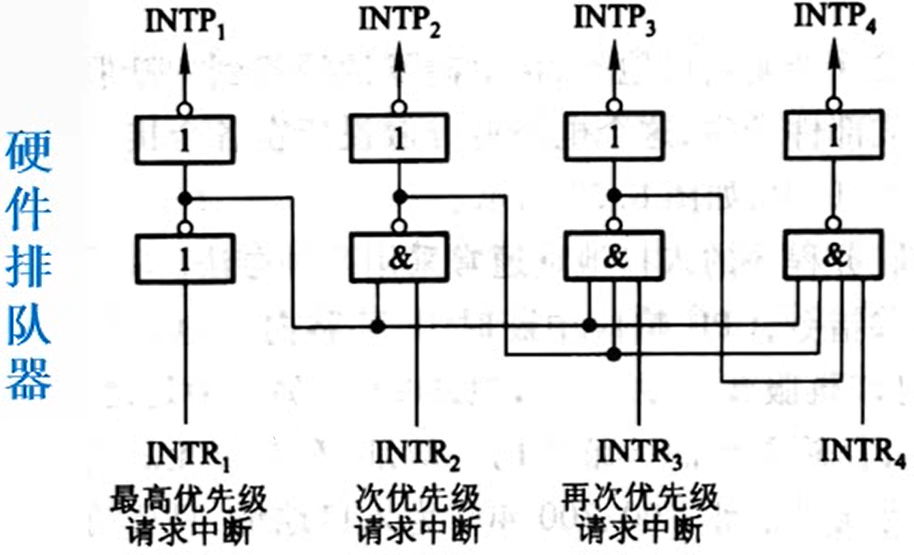 INTP₁ INTP₂ INTP₃ INTP₄
1 1 1 1
1 & & &
INTR₁ INTR₂ INTR₃ INTR₄
最高优先级 次优先级 再次优先级
请求中断 请求中断 请求中断
硬件排队器